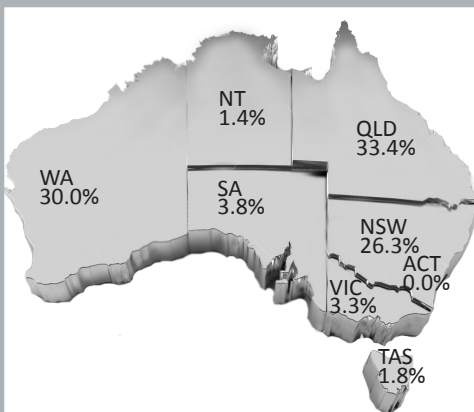 NT
1.4%
QLD
33.4%
WA
30.0%
SA
3.8%
NSW
26.3%
ACT
0.0%
VIC
3.3%
TAS
1.8%